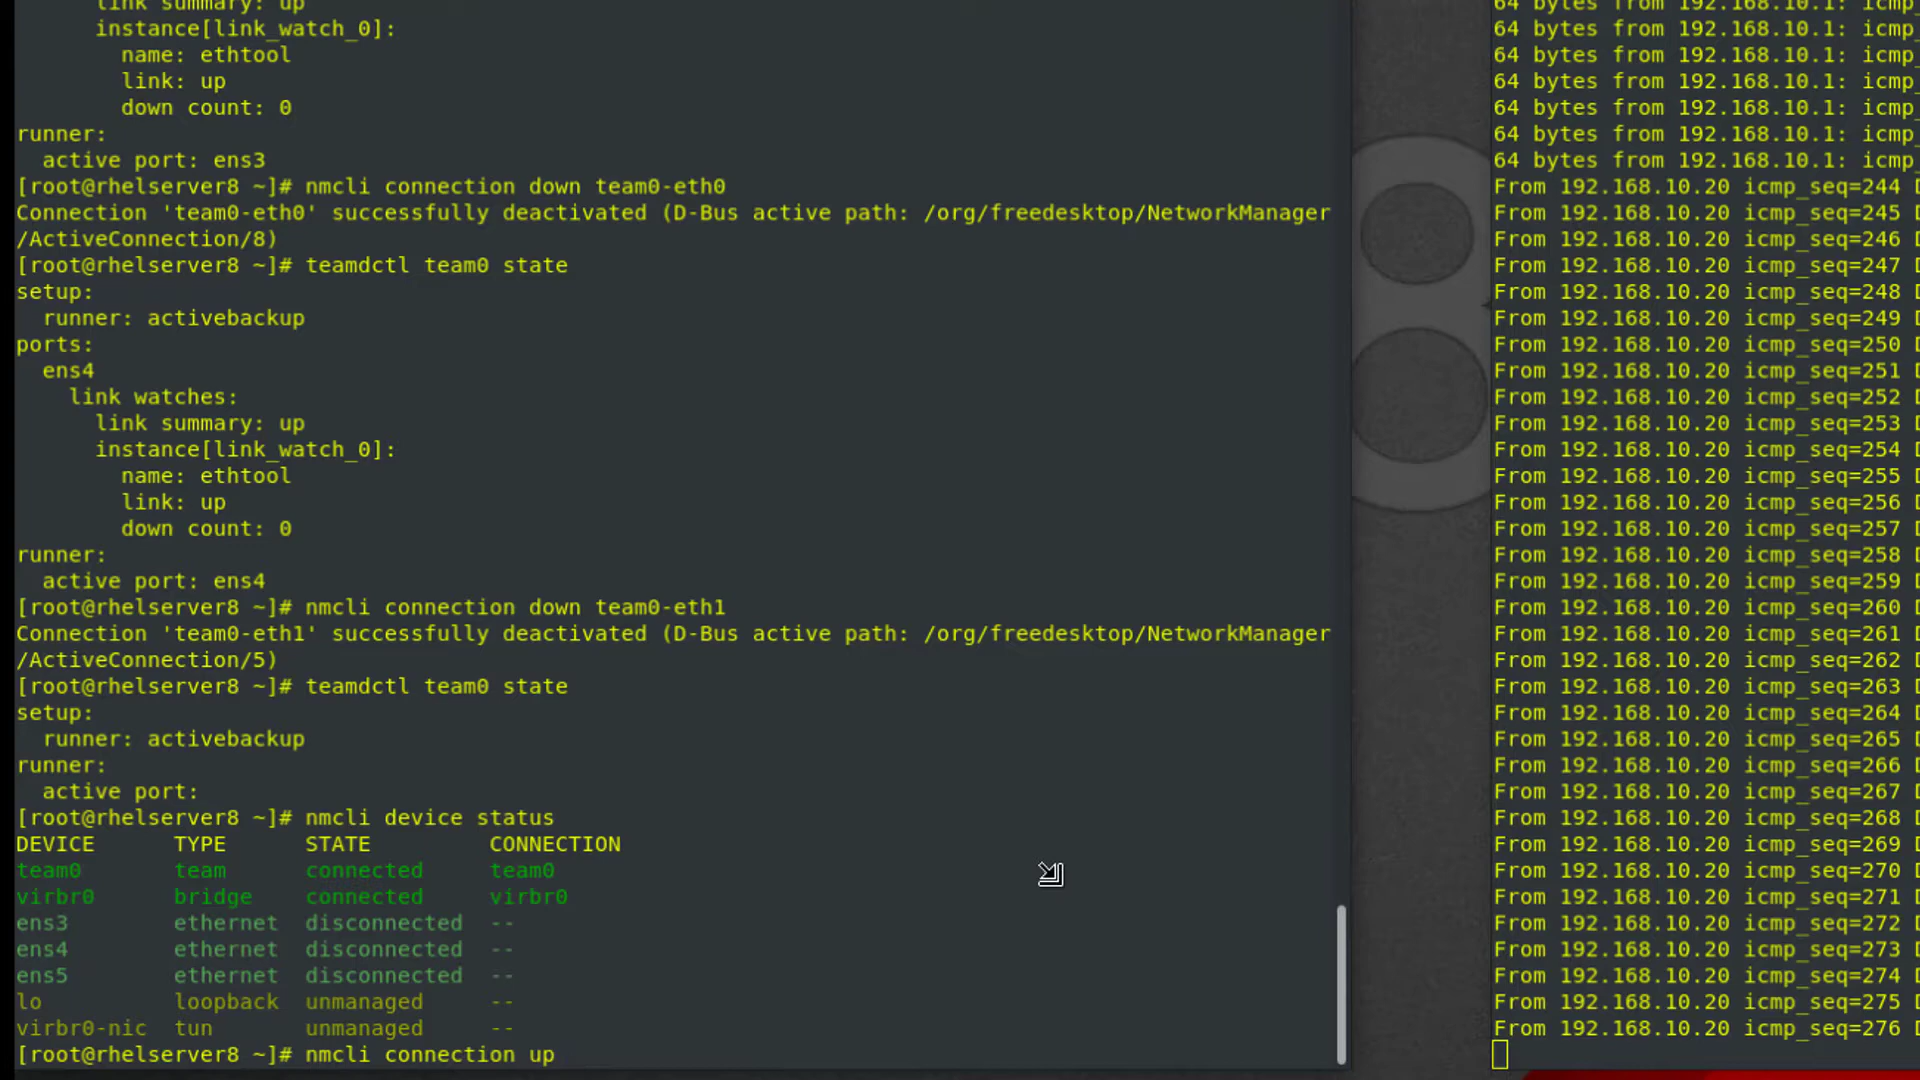 link summary: up
instance[link_watch_0]:
name: ethtool
link: up
down count: 0
runner:
active port: ens3
[root@rhelserver8 ~]# nmcli connection down team0-eth0
Connection 'team0-eth0' successfully deactivated (D-Bus active path: /org/freedesktop/NetworkManager
/ActiveConnection/8)
[root@rhelserver8 ~]# teamdctl team0 state
setup:
runner: activebackup
ports:
ens4
link watches:
link summary: up
instance[link_watch_0]:
name: ethtool
link: up
down count: 0
runner:
active port: ens4
[root@rhelserver8 ~]# nmcli connection down team0-eth1
Connection 'team0-eth1' successfully deactivated (D-Bus active path: /org/freedesktop/NetworkManager
/ActiveConnection/5)
[root@rhelserver8 ~]# teamdctl team0 state
setup:
runner: activebackup
runner:
active port:
[root@rhelserver8 ~]# nmcli device status
DEVICE TYPE STATE CONNECTION
team0 team connected team0
virbr0 bridge connected virbr0
ens3 ethernet disconnected --
ens4 ethernet disconnected --
ens5 ethernet disconnected --
lo loopback unmanaged --
virbr0-nic tun unmanaged --
[root@rhelserver8 ~]# nmcli connection up
64 bytes from 192.168.10.1: icmp_
64 bytes from 192.168.10.1: icmp_
64 bytes from 192.168.10.1: icmp_
64 bytes from 192.168.10.1: icmp_
64 bytes from 192.168.10.1: icmp_
64 bytes from 192.168.10.1: icmp_
64 bytes from 192.168.10.1: icmp_
From 192.168.10.20 icmp_seq=244 D
From 192.168.10.20 icmp_seq=245 D
From 192.168.10.20 icmp_seq=246 D
From 192.168.10.20 icmp_seq=247 D
From 192.168.10.20 icmp_seq=248 D
From 192.168.10.20 icmp_seq=249 D
From 192.168.10.20 icmp_seq=250 D
From 192.168.10.20 icmp_seq=251 D
From 192.168.10.20 icmp_seq=252 D
From 192.168.10.20 icmp_seq=253 D
From 192.168.10.20 icmp_seq=254 D
From 192.168.10.20 icmp_seq=255 D
From 192.168.10.20 icmp_seq=256 D
From 192.168.10.20 icmp_seq=257 D
From 192.168.10.20 icmp_seq=258 D
From 192.168.10.20 icmp_seq=259 D
From 192.168.10.20 icmp_seq=260 D
From 192.168.10.20 icmp_seq=261 D
From 192.168.10.20 icmp_seq=262 D
From 192.168.10.20 icmp_seq=263 D
From 192.168.10.20 icmp_seq=264 D
From 192.168.10.20 icmp_seq=265 D
From 192.168.10.20 icmp_seq=266 D
From 192.168.10.20 icmp_seq=267 D
From 192.168.10.20 icmp_seq=268 D
From 192.168.10.20 icmp_seq=269 D
From 192.168.10.20 icmp_seq=270 D
From 192.168.10.20 icmp_seq=271 D
From 192.168.10.20 icmp_seq=272 D
From 192.168.10.20 icmp_seq=273 D
From 192.168.10.20 icmp_seq=274 D
From 192.168.10.20 icmp_seq=275 D
From 192.168.10.20 icmp_seq=276 D